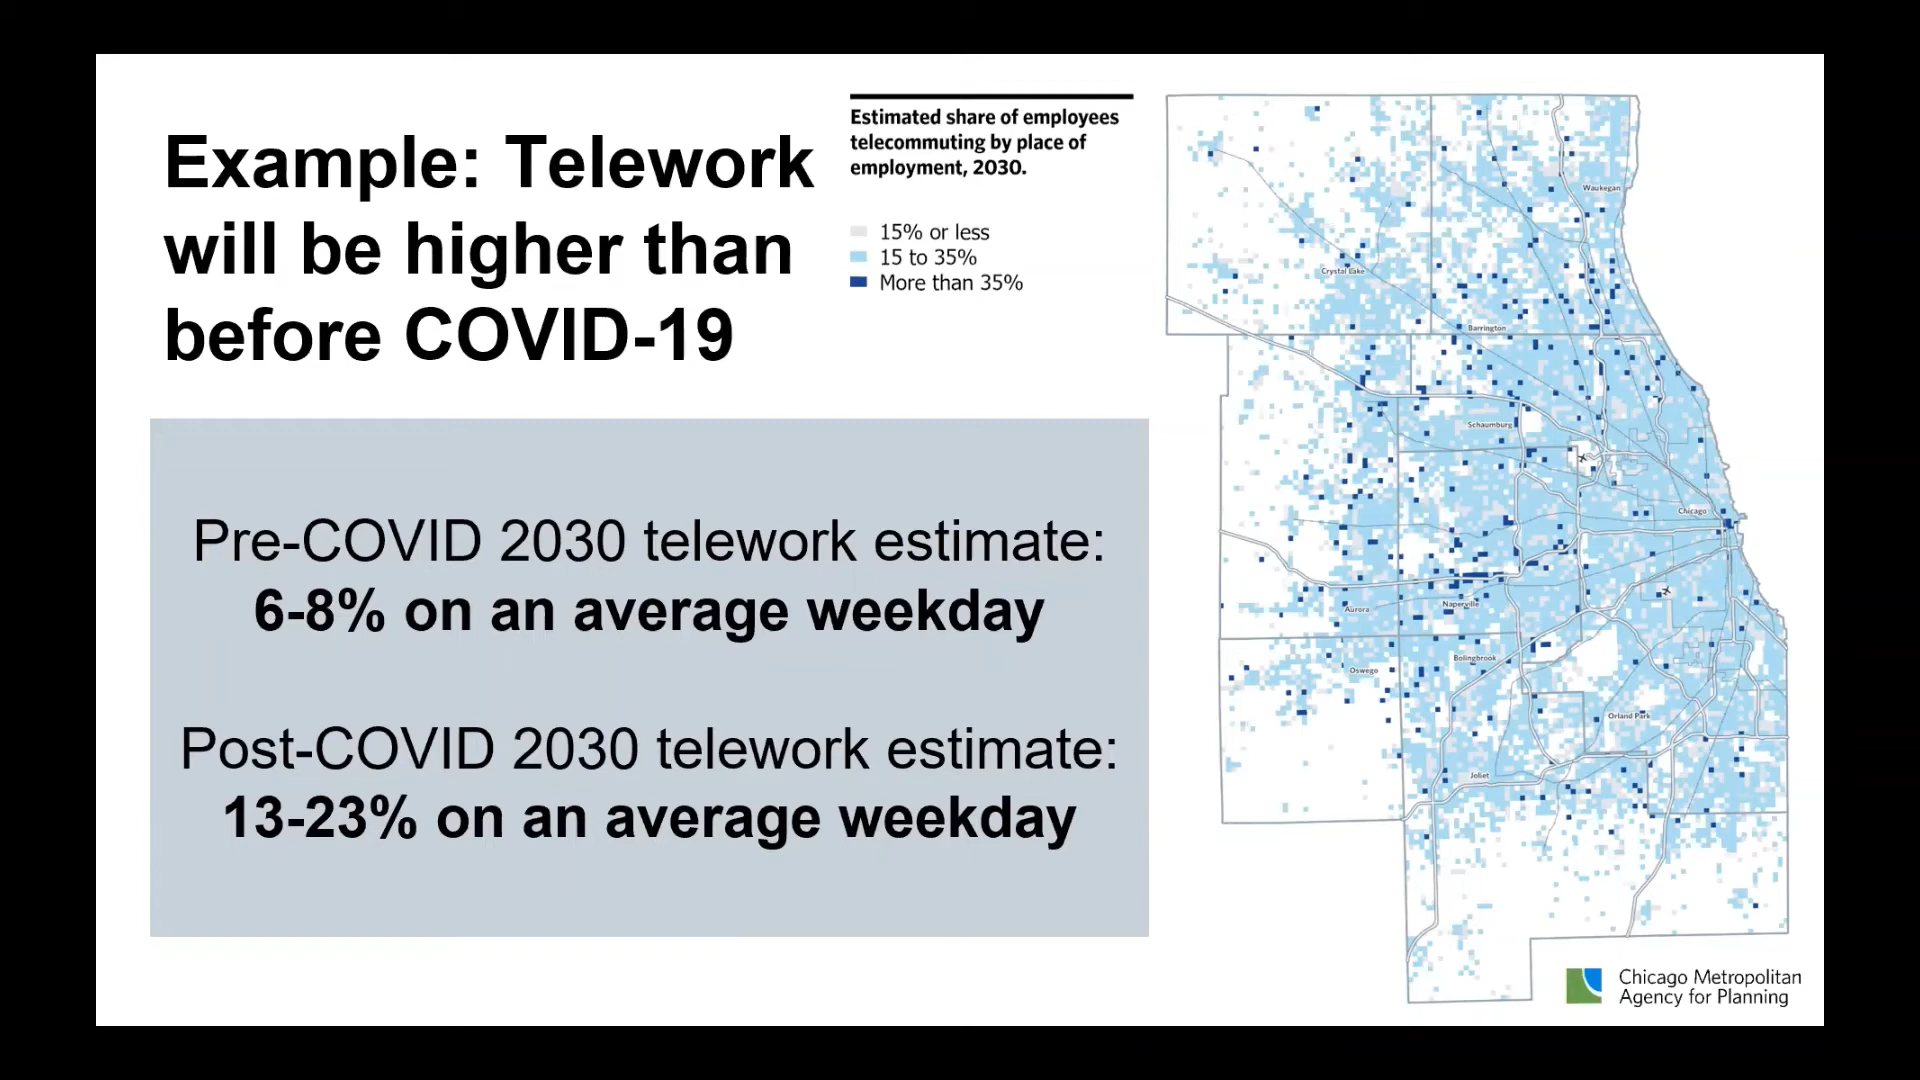 Example: Telework
will be higher than
before COVID-19
Estimated share of employees
telecommuting by place of
employment, 2030.
15% or less
15 to 35%
More than 35%
Pre-COVID 2030 telework estimate:
6-8% on an average weekday
Post-COVID 2030 telework estimate:
13-23% on an average weekday
Waukegan
Crystal Lake
Barrington
Schaumburg
Chicago
Aurora
Naperville
Bolingbrook
Oswego
Orland Park
Joliet
Chicago Metropolitan
Agency for Planning